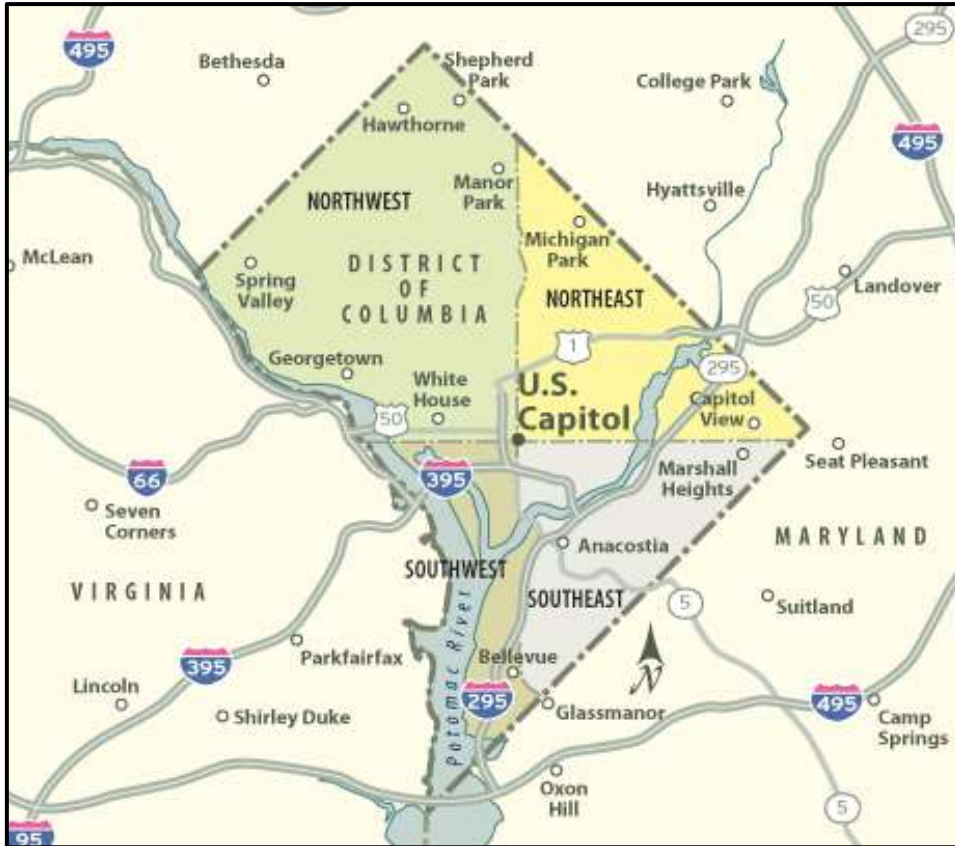 495
295
Bethesda
Shepherd
Park
College Park
Hawthorne
495
NORTHWEST
Manor
Park
Hyattsville
McLean
Michigan
Park
Spring
Valley
DISTRICT
OF
COLUMBIA
NORTHEAST
Landover
50
1
Georgetown
295
White
House
U.S.
Capitol
Capitol
View
50
66
395
Marshall
Heights
Seat Pleasant
Seven
Corners
MARYLAND
Anacostia
SOUTHWEST
VIRGINIA
SOUTHEAST
5
Suitland
Potomac River
Parkfairfax
N
395
Bellevue
Lincoln
295
495
Shirley Duke
Glassmanor
Camp
Springs
Oxon
Hill
5
95